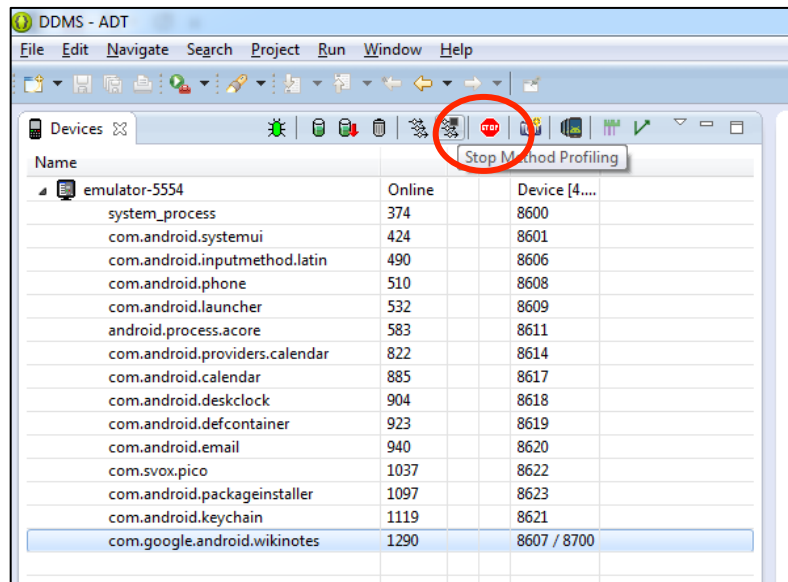 DDMS - ADT
File Edit Navigate Search Project Run Window Help
Devices
STOP
Stop Method Profiling
Name
emulator-5554 Online Device [4....
system_process 374 8600
com.android.systemui 424 8601
com.android.inputmethod.latin 490 8606
com.android.phone 510 8608
com.android.launcher 532 8609
android.process.acore 583 8611
com.android.providers.calendar 822 8614
com.android.calendar 885 8617
com.android.deskclock 904 8618
com.android.defcontainer 923 8619
com.android.email 940 8620
com.svox.pico 1037 8622
com.android.packageinstaller 1097 8623
com.android.keychain 1119 8621
com.google.android.wikinotes 1290 8607 / 8700